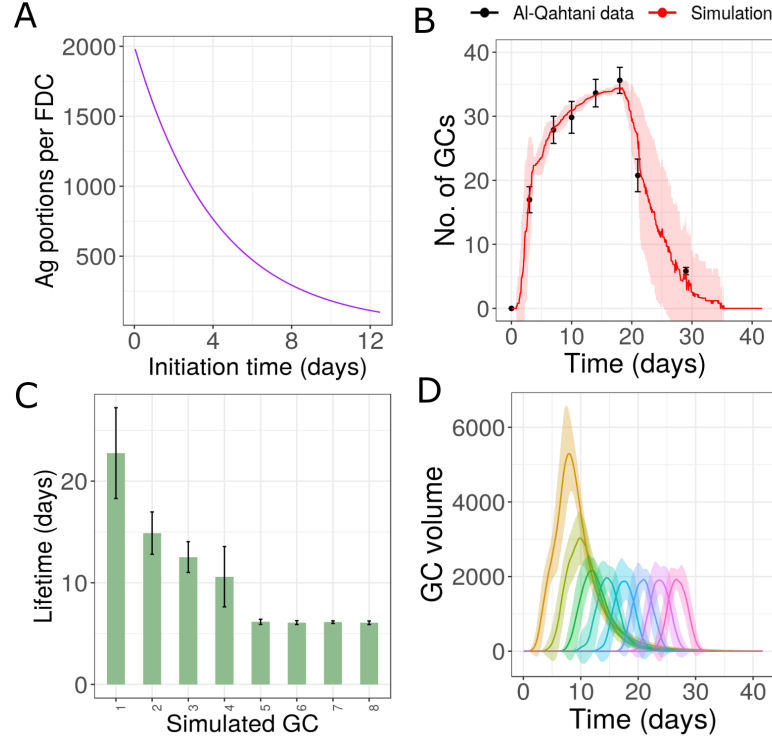 A
Ag portions per FDC
2000
1500
1000
500
0
4
8
12
Initiation time (days)
B
Al-Qahtani data
Simulation
No. of GCs
40
30
20
10
0
0
10
20
30
40
Time (days)
C
Lifetime (days)
20
10
0
1
2
3
4
5
6
7
8
Simulated GC
D
GC volume
6000
4000
2000
0
0
10
20
30
40
Time (days)